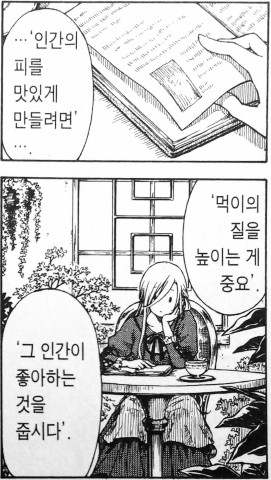 …‘인간의
피를
맛있게
만들려면’
….
‘먹이의
질을
높이는 게
중요’.
‘그 인간이
좋아하는
것을
줍시다’.